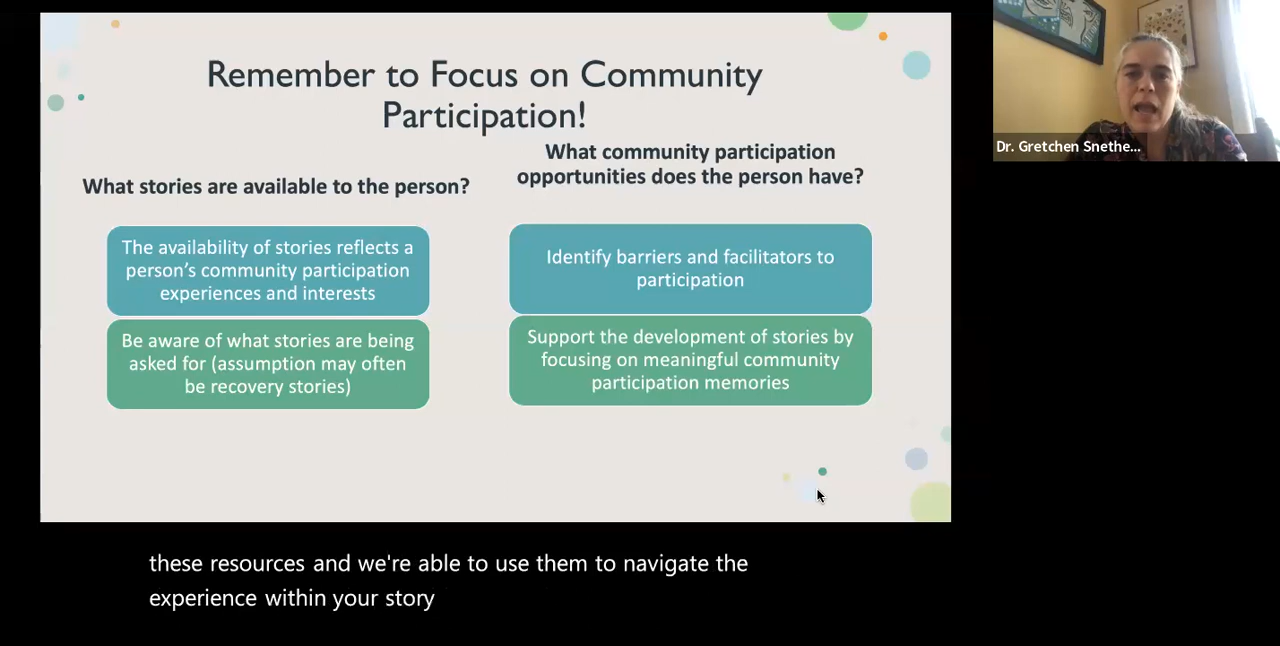 Remember to Focus on Community
Participation!
What stories are available to the person?
The availability of stories reflects a
person's community participation
experiences and interests
Be aware of what stories are being
asked for (assumption may often
be recovery stories)
What community participation
opportunities does the person have?
Identify barriers and facilitators to
participation
Support the development of stories by
focusing on meaningful community
participation memories
Dr. Gretchen Snethe...
these resources and we're able to use them to navigate the
experience within your story